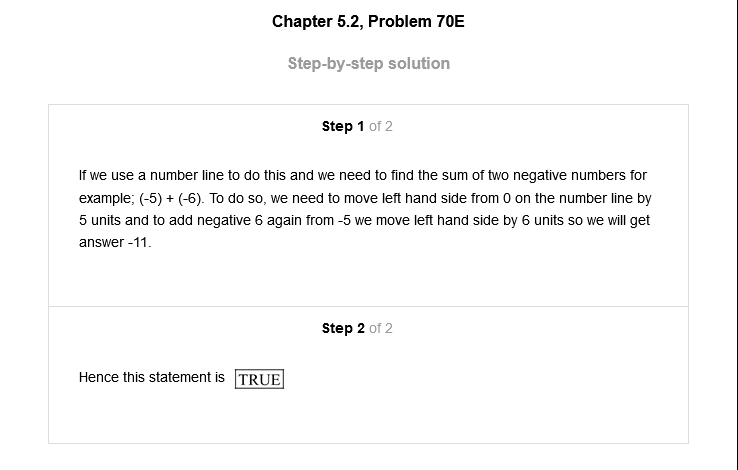 Chapter 5.2, Problem 70E
Step-by-step solution
Step 1 of 2
If we use a number line to do this and we need to find the sum of two negative numbers for
example; (-5) + (-6). To do so, we need to move left hand side from 0 on the number line by
5 units and to add negative 6 again from -5 we move left hand side by 6 units so we will get
answer -11.
Step 2 of 2
Hence this statement is TRUE